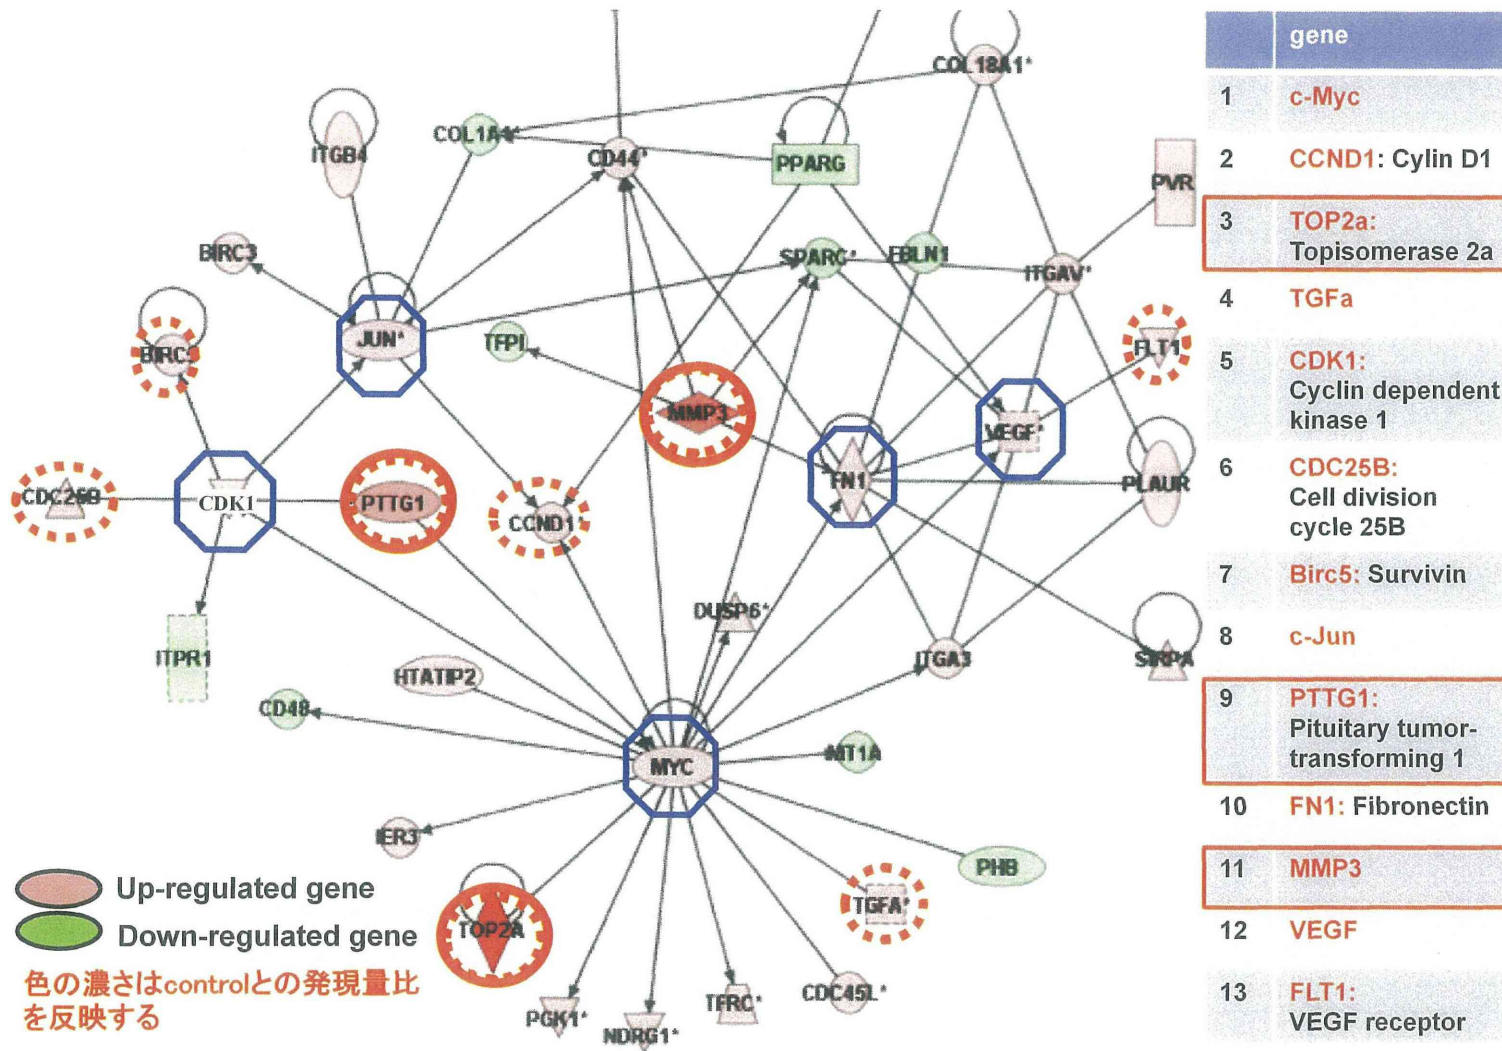 COL18A1*
COL1A1*
ITGB4
CD44*
PPARG
PVR
BIRC3
SPARC*
FBLN1
ITGAV*
JUN*
TFPI
FLT1
BIRC5
MMP3
VEGF*
CDC25B
CDK1
PTTG1
CCND1*
FN1
PLAUR
DUSP6*
ITPR1
HTATIP2
ITGA3
SIRPA
CD48
MYC
MT1A
IER3
PHB
TOP2A
TGFA*
PGK1*
NDRG1*
TFRC*
CDC45L*
Up-regulated gene
Down-regulated gene
色の濃さはcontrolとの発現量比
を反映する
gene
1 c-Myc
2 CCND1: Cylin D1
3 TOP2a:
Topisomerase 2a
4 TGFa
5 CDK1:
Cyclin dependent
kinase 1
6 CDC25B:
Cell division
cycle 25B
7 Birc5: Survivin
8 c-Jun
9 PTTG1:
Pituitary tumor-
transforming 1
10 FN1: Fibronectin
11 MMP3
12 VEGF
13 FLT1:
VEGF receptor